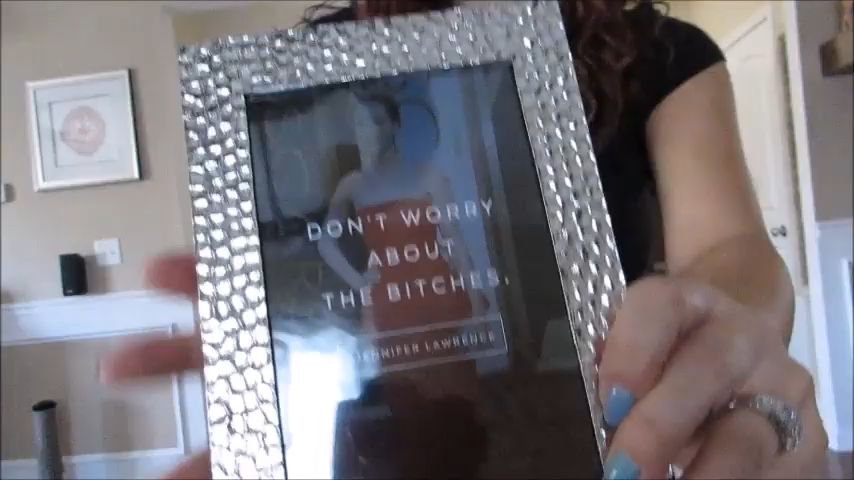 DON'T WORRY
ABOUT
THE BITCHES.
JENNIFER LAWRENCE